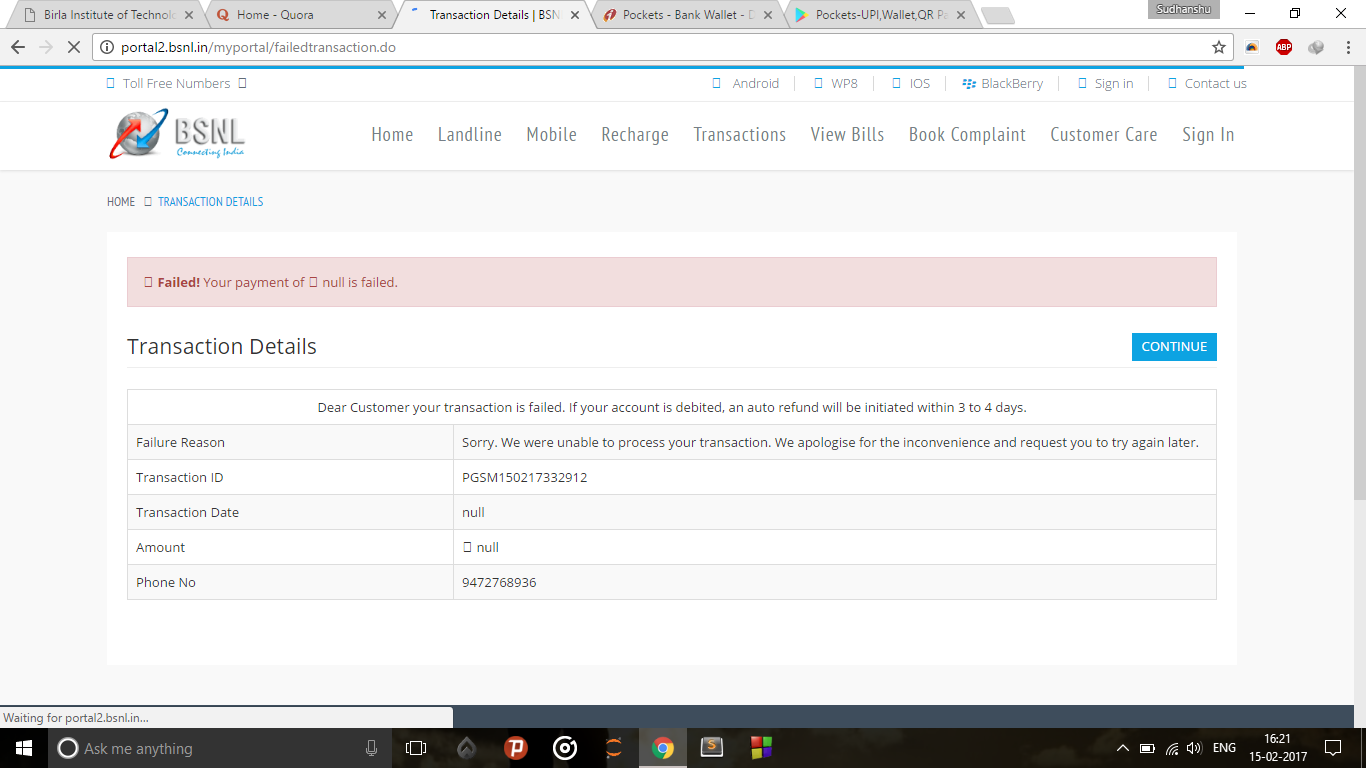 Sudhanshu
Birla Institute of Technolo
Home - Quora
Transaction Details | BSN
Pockets - Bank Wallet - D
Pockets-UPI,Wallet,QR Pa
portal2.bsnl.in/myportal/failedtransaction.do
ABP
Toll Free Numbers
Android
WP8
IOS
BlackBerry
Sign in
Contact us
BSNL
Connecting India
Home
Landline
Mobile
Recharge
Transactions
View Bills
Book Complaint
Customer Care
Sign In
HOME
TRANSACTION DETAILS
Failed! Your payment of null is failed.
Transaction Details
CONTINUE
Dear Customer your transaction is failed. If your account is debited, an auto refund will be initiated within 3 to 4 days.
Failure Reason
Sorry. We were unable to process your transaction. We apologise for the inconvenience and request you to try again later.
Transaction ID
PGSM150217332912
Transaction Date
null
Amount
null
Phone No
9472768936
Waiting for portal2.bsnl.in...
Ask me anything
ENG
16:21
15-02-2017